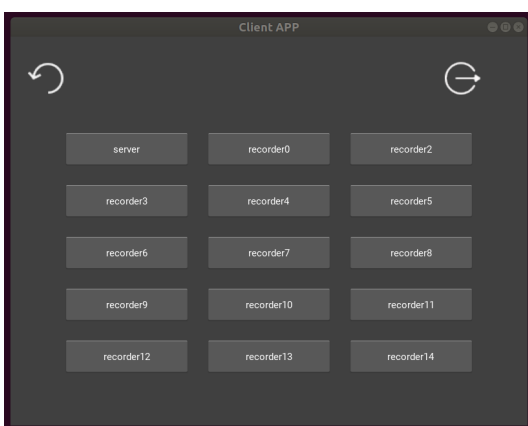 Client APP
server recorder0 recorder2
recorder3 recorder4 recorder5
recorder6 recorder7 recorder8
recorder9 recorder10 recorder11
recorder12 recorder13 recorder14